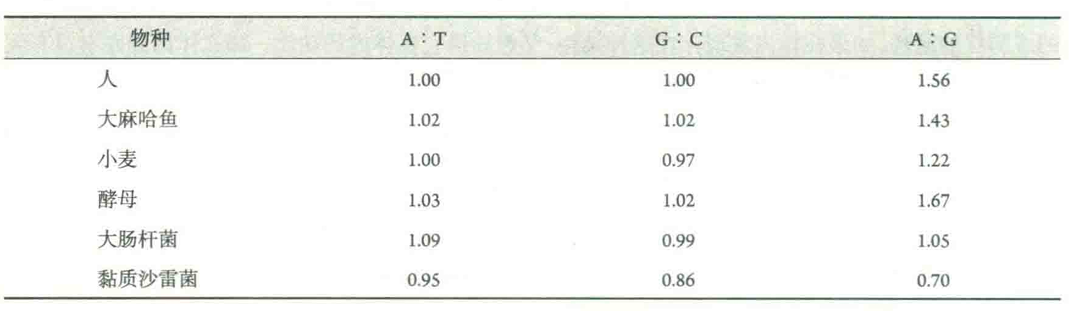 物种 A∶T G∶C A∶G
人 1.00 1.00 1.56
大麻哈鱼 1.02 1.02 1.43
小麦 1.00 0.97 1.22
酵母 1.03 1.02 1.67
大肠杆菌 1.09 0.99 1.05
黏质沙雷菌 0.95 0.86 0.70